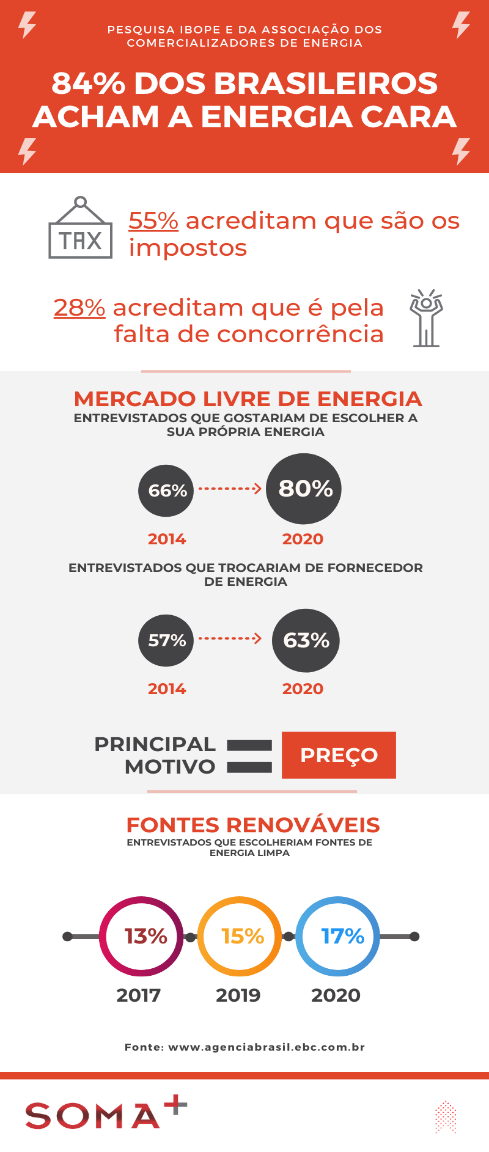 PESQUISA IBOPE E DA ASSOCIAÇÃO DOS
COMERCIALIZADORES DE ENERGIA
84% DOS BRASILEIROS
ACHAM A ENERGIA CARA
TAX
55% acreditam que são os
impostos
28% acreditam que é pela
falta de concorrência
MERCADO LIVRE DE ENERGIA
ENTREVISTADOS QUE GOSTARIAM DE ESCOLHER A
SUA PRÓPRIA ENERGIA
66%
80%
2014
2020
ENTREVISTADOS QUE TROCARIAM DE FORNECEDOR
DE ENERGIA
57%
63%
2014
2020
PRINCIPAL
MOTIVO
PREÇO
FONTES RENOVÁVEIS
ENTREVISTADOS QUE ESCOLHERIAM FONTES DE
ENERGIA LIMPA
13%
15%
17%
2017
2019
2020
Fonte: www.agenciabrasil.ebc.com.br
SOMA+